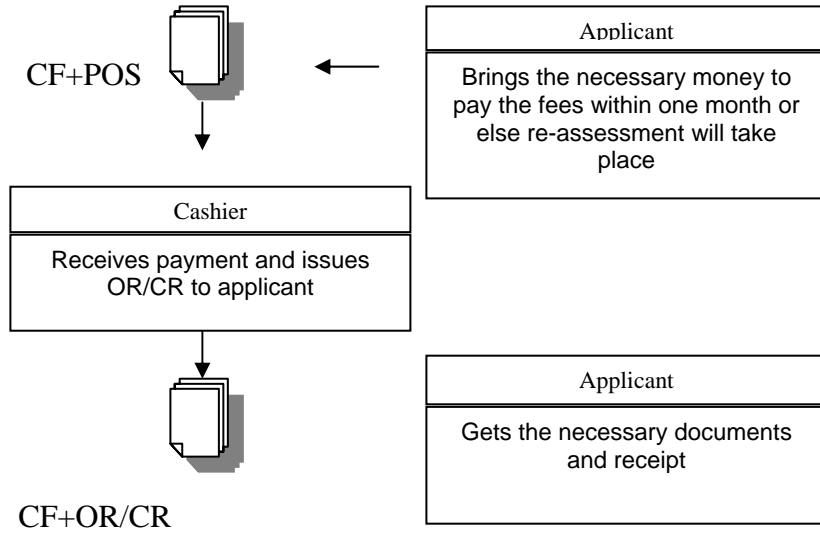 Applicant
CF+POS
Brings the necessary money to
pay the fees within one month or
else re-assessment will take
place
Cashier
Receives payment and issues
OR/CR to applicant
Applicant
Gets the necessary documents
and receipt
CF+OR/CR